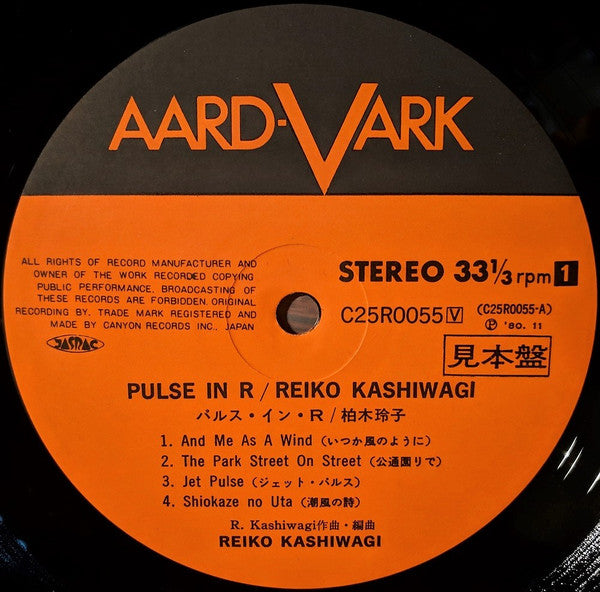 AARD-VARK
ALL RIGHTS OF RECORD MANUFACTURER AND
OWNER OF THE WORK RECORDED COPYING
PUBLIC PERFORMANCE. BROADCASTING OF
THESE RECORDS ARE FORBIDDEN. ORIGINAL
RECORDING BY. TRADE MARK REGISTERED AND
MADE BY CANYON RECORDS INC., JAPAN
JASRAC
STEREO 33 1/3 rpm 1
C25R0055 V (C25R0055-A)
Ⓟ '80. 11
見本盤
PULSE IN R / REIKO KASHIWAGI
パルス・イン・R / 柏木玲子
1. And Me As A Wind (いつか風のように)
2. The Park Street On Street (公通園りで)
3. Jet Pulse (ジェット・パルス)
4. Shiokaze no Uta (潮風の詩)
R. Kashiwagi作曲・編曲
REIKO KASHIWAGI